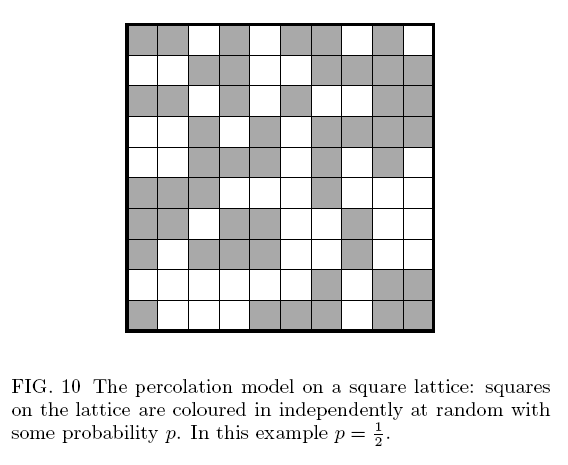 FIG. 10 The percolation model on a square lattice: squares
on the lattice are coloured in independently at random with
some probability p. In this example p = 1/2.